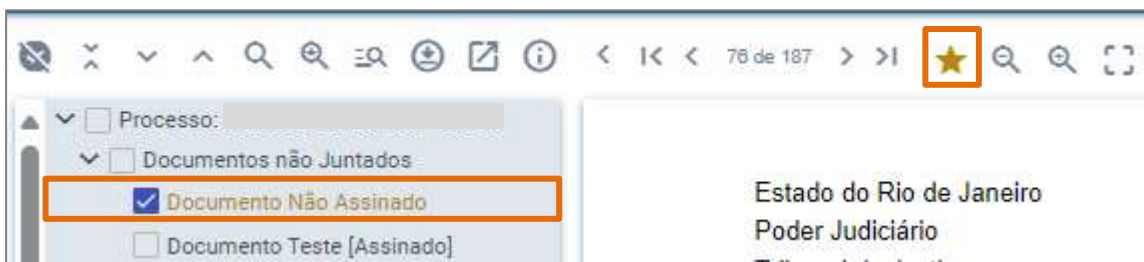 76 de 187
Processo:
Documentos não Juntados
Documento Não Assinado
Documento Teste [Assinado]
Estado do Rio de Janeiro
Poder Judiciário